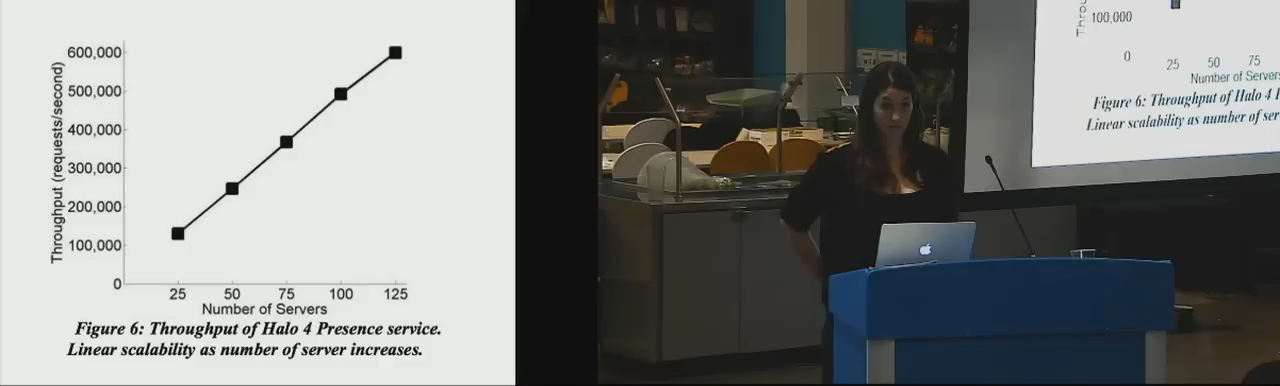 600,000
500,000
400,000
300,000
200,000
100,000
0
Throughput (requests/second)
25 50 75 100 125
Number of Servers
Figure 6: Throughput of Halo 4 Presence service.
Linear scalability as number of server increases.
Throu
100,000
0
25 50 75
Number of Server
Figure 6: Throughput of Halo 4 P
Linear scalability as number of ser